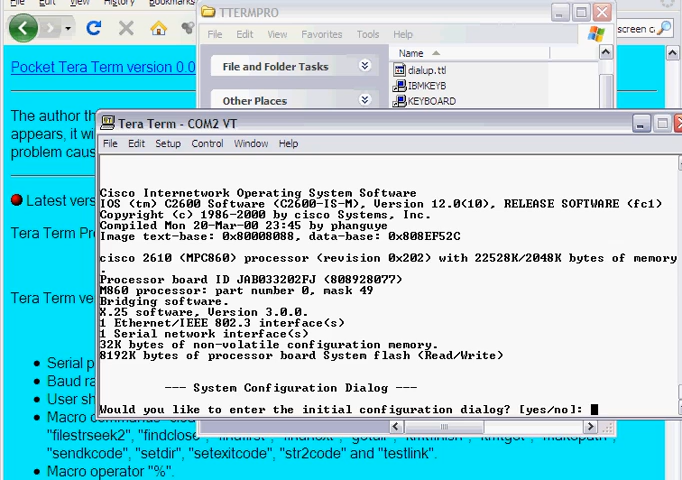 File Edit View History Bookmarks
TTERMPRO
File Edit View Favorites Tools Help
screen c
Name
File and Folder Tasks
dialup.ttl
IBMKEYB
Other Places
KEYBOARD
Pocket Tera Term version 0.0
The author th
appears, it wi
problem caus
Latest vers
Tera Term Pr
Tera Term ve
Serial p
Baud ra
User sh
Tera Term - COM2 VT
File Edit Setup Control Window Help
Cisco Internetwork Operating System Software
IOS (tm) C2600 Software (C2600-IS-M), Version 12.0(10), RELEASE SOFTWARE (fc1)
Copyright (c) 1986-2000 by cisco Systems, Inc.
Compiled Mon 20-Mar-00 23:45 by phanguye
Image text-base: 0x80008088, data-base: 0x808EF52C
cisco 2610 (MPC860) processor (revision 0x202) with 22528K/2048K bytes of memory
.
Processor board ID JAB033202FJ (808928077)
M860 processor: part number 0, mask 49
Bridging software.
X.25 software, Version 3.0.0.
1 Ethernet/IEEE 802.3 interface(s)
1 Serial network interface(s)
32K bytes of non-volatile configuration memory.
8192K bytes of processor board System flash (Read/Write)
--- System Configuration Dialog ---
Would you like to enter the initial configuration dialog? [yes/no]:
Macro comma
"filestrseek2", "findclose
"sendkcode", "setdir", "setexitcode", "str2code" and "testlink".
Macro operator "%".